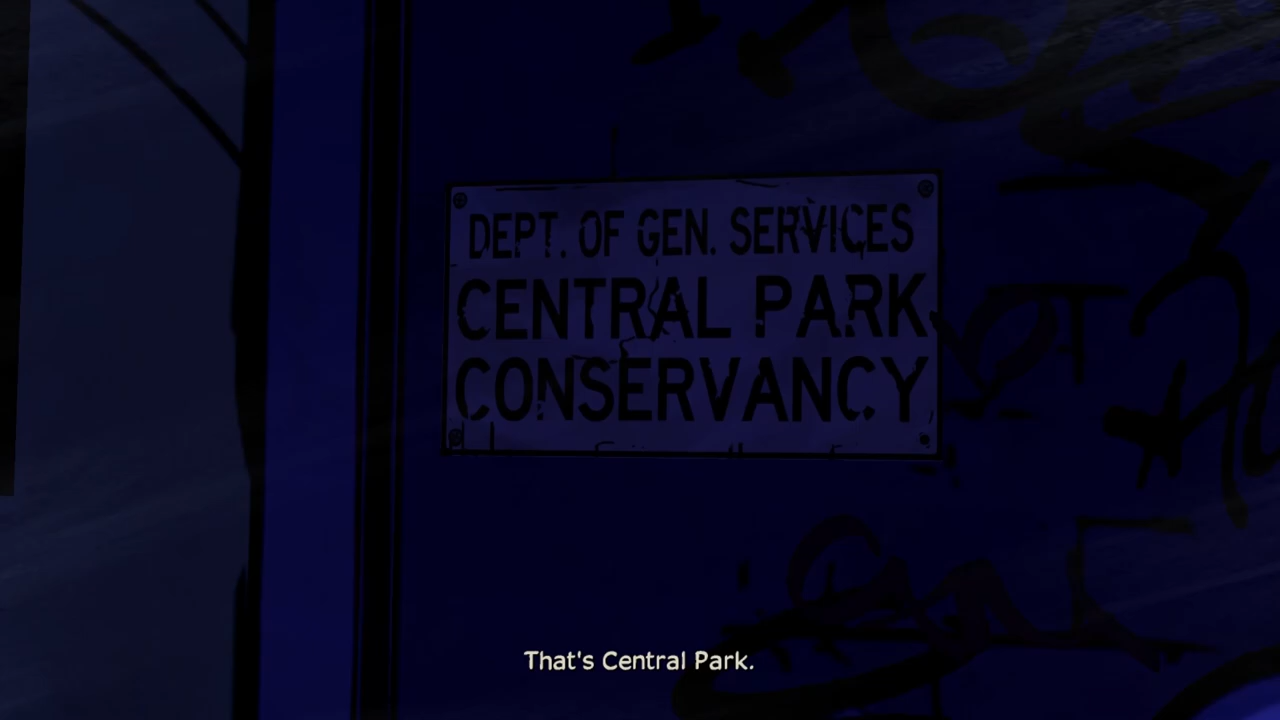 DEPT. OF GEN. SERVICES
CENTRAL PARK
CONSERVANCY
That's Central Park.